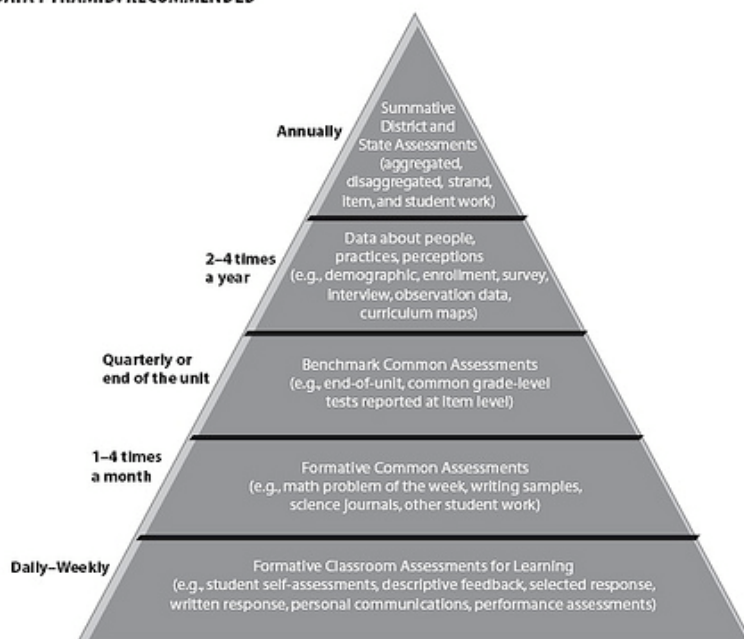 Annually
Summative
District and
State Assessments
(aggregated,
disaggregated, strand,
item, and student work)
2–4 times
a year
Data about people,
practices, perceptions
(e.g., demographic, enrollment, survey,
interview, observation data,
curriculum maps)
Quarterly or
end of the unit
Benchmark Common Assessments
(e.g., end-of-unit, common grade-level
tests reported at item level)
1–4 times
a month
Formative Common Assessments
(e.g., math problem of the week, writing samples,
science journals, other student work)
Daily–Weekly
Formative Classroom Assessments for Learning
(e.g., student self-assessments, descriptive feedback, selected response,
written response, personal communications, performance assessments)